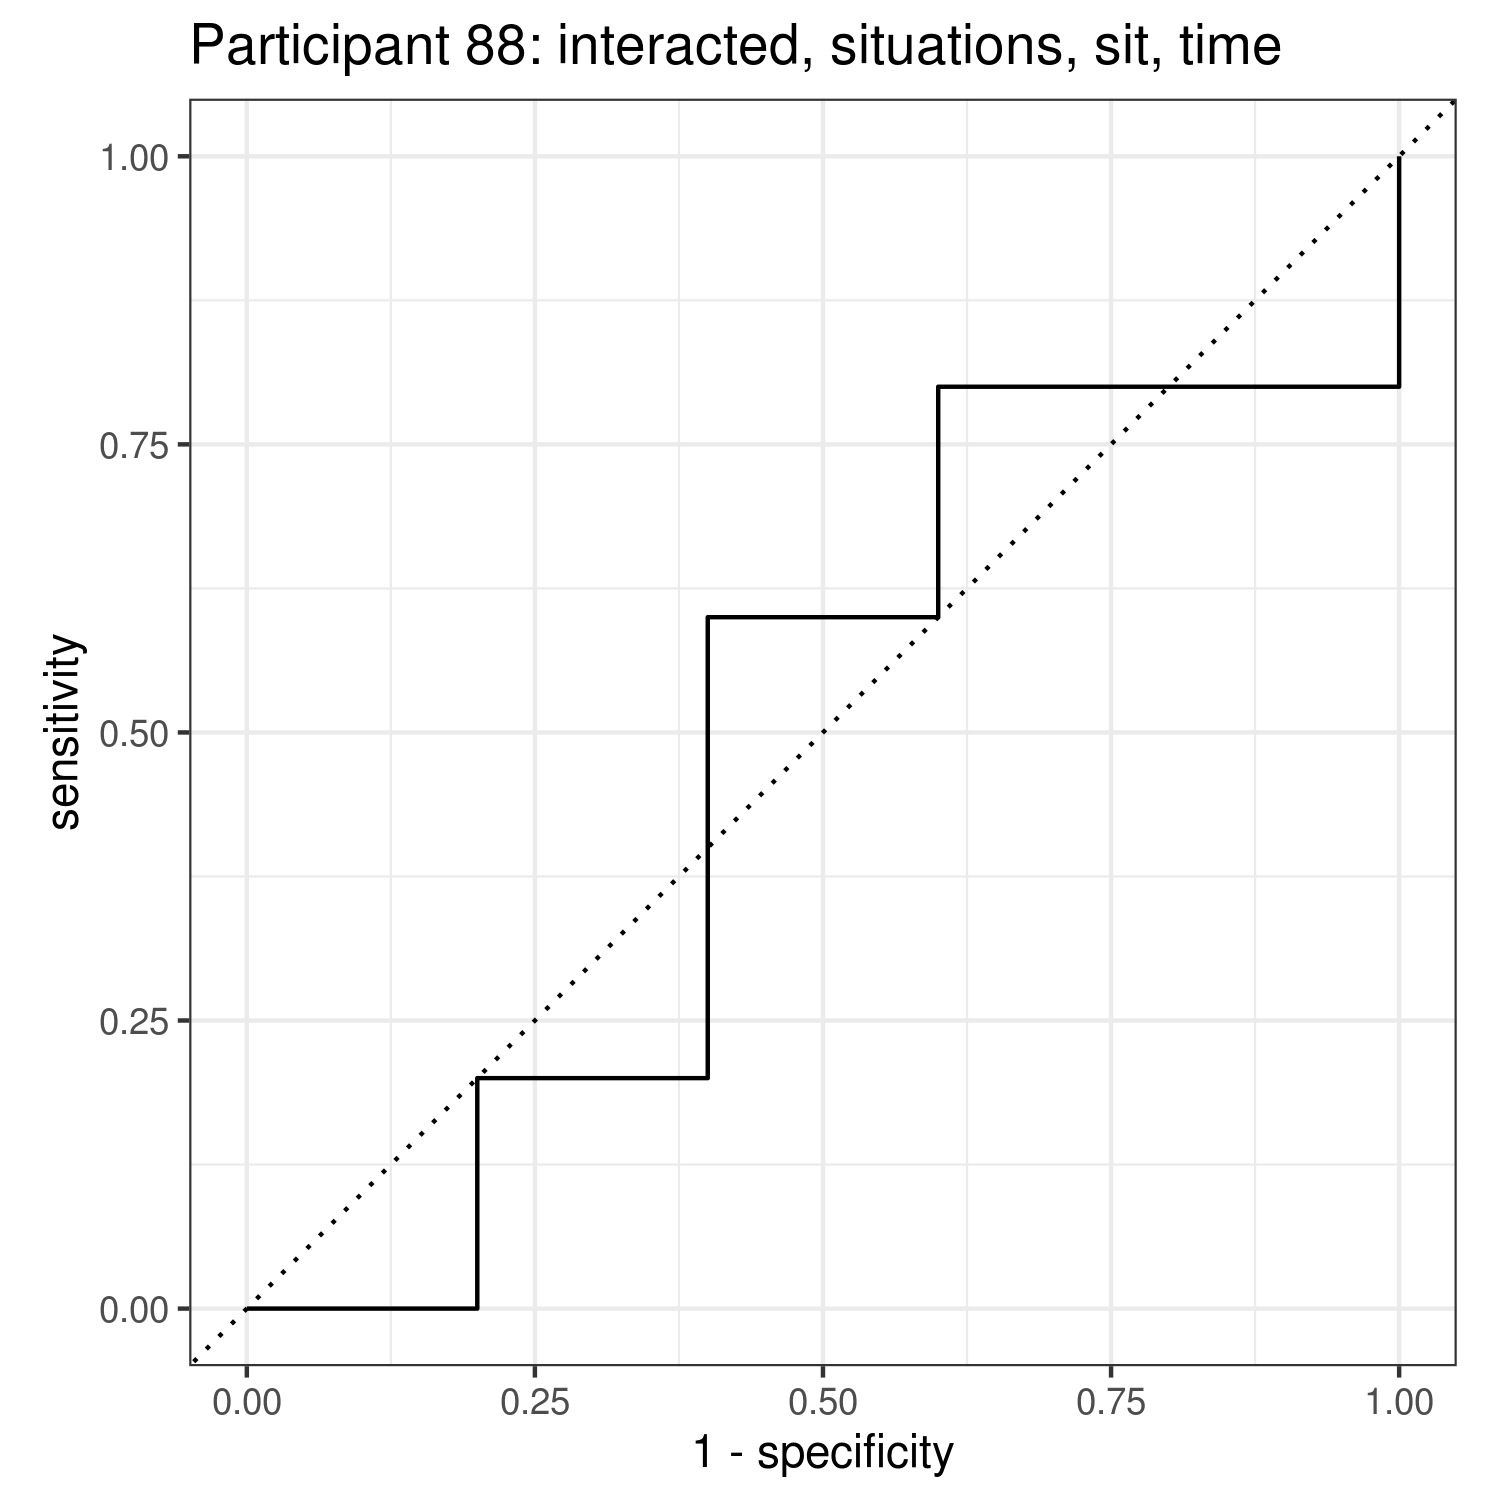 Participant 88: interacted, situations, sit, time
1.00
0.75
0.50
0.25
0.00
sensitivity
0.00 0.25 0.50 0.75 1.00
1 - specificity